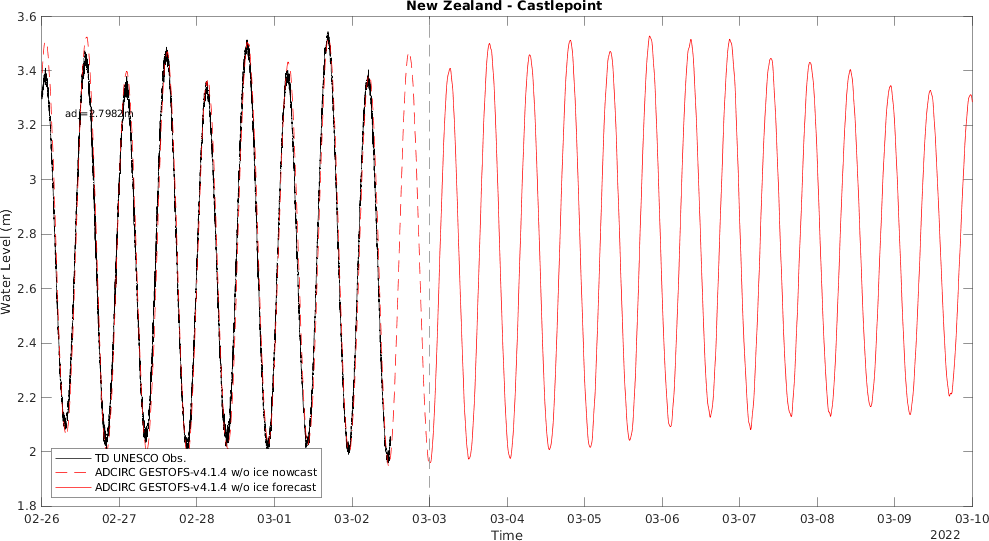 New Zealand - Castlepoint
3.6
3.4
3.2
3
2.8
2.6
2.4
2.2
2
1.8
Water Level (m)
adj=2.7982m
TD UNESCO Obs.
ADCIRC GESTOFS-v4.1.4 w/o ice nowcast
ADCIRC GESTOFS-v4.1.4 w/o ice forecast
02-26 02-27 02-28 03-01 03-02 03-03 03-04 03-05 03-06 03-07 03-08 03-09 03-10
Time
2022